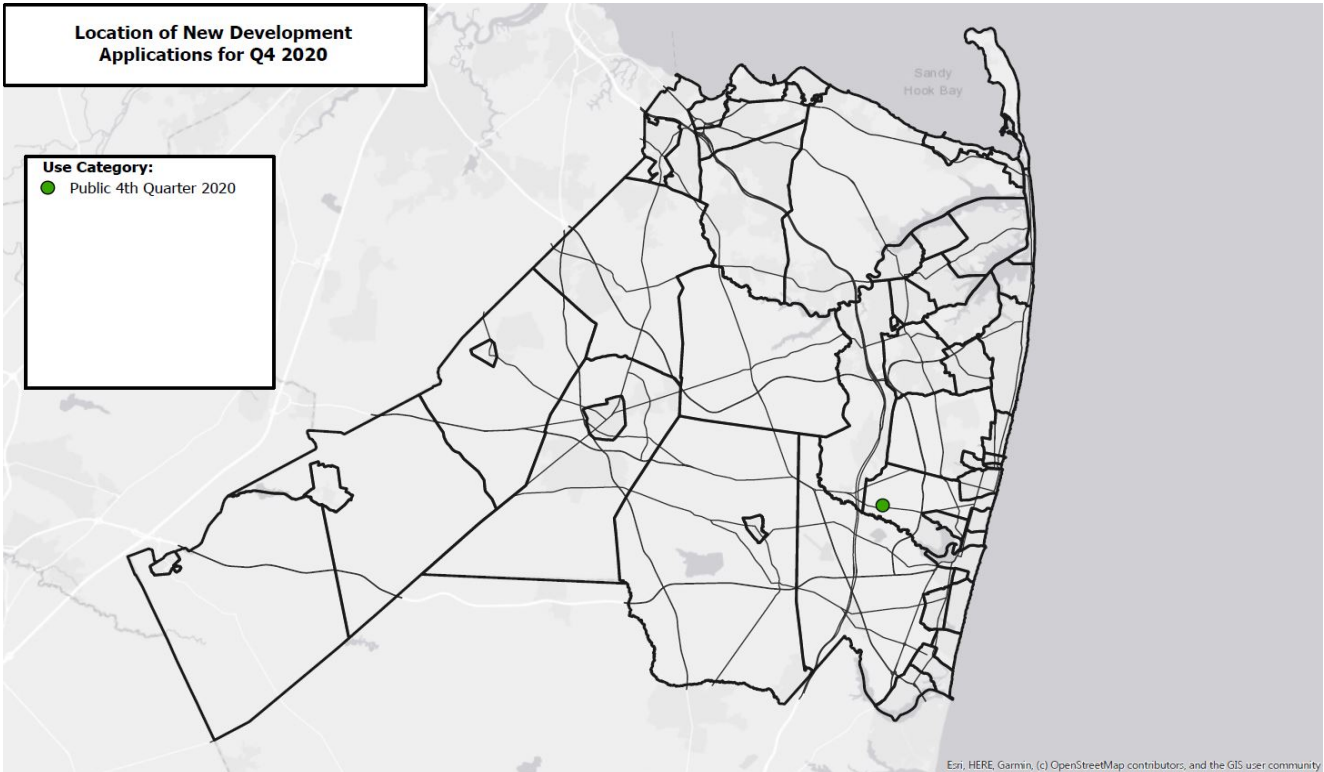 Location of New Development
Applications for Q4 2020
Sandy
Hook Bay
Use Category:
Public 4th Quarter 2020
Esri, HERE, Garmin, (c) OpenStreetMap contributors, and the GIS user community